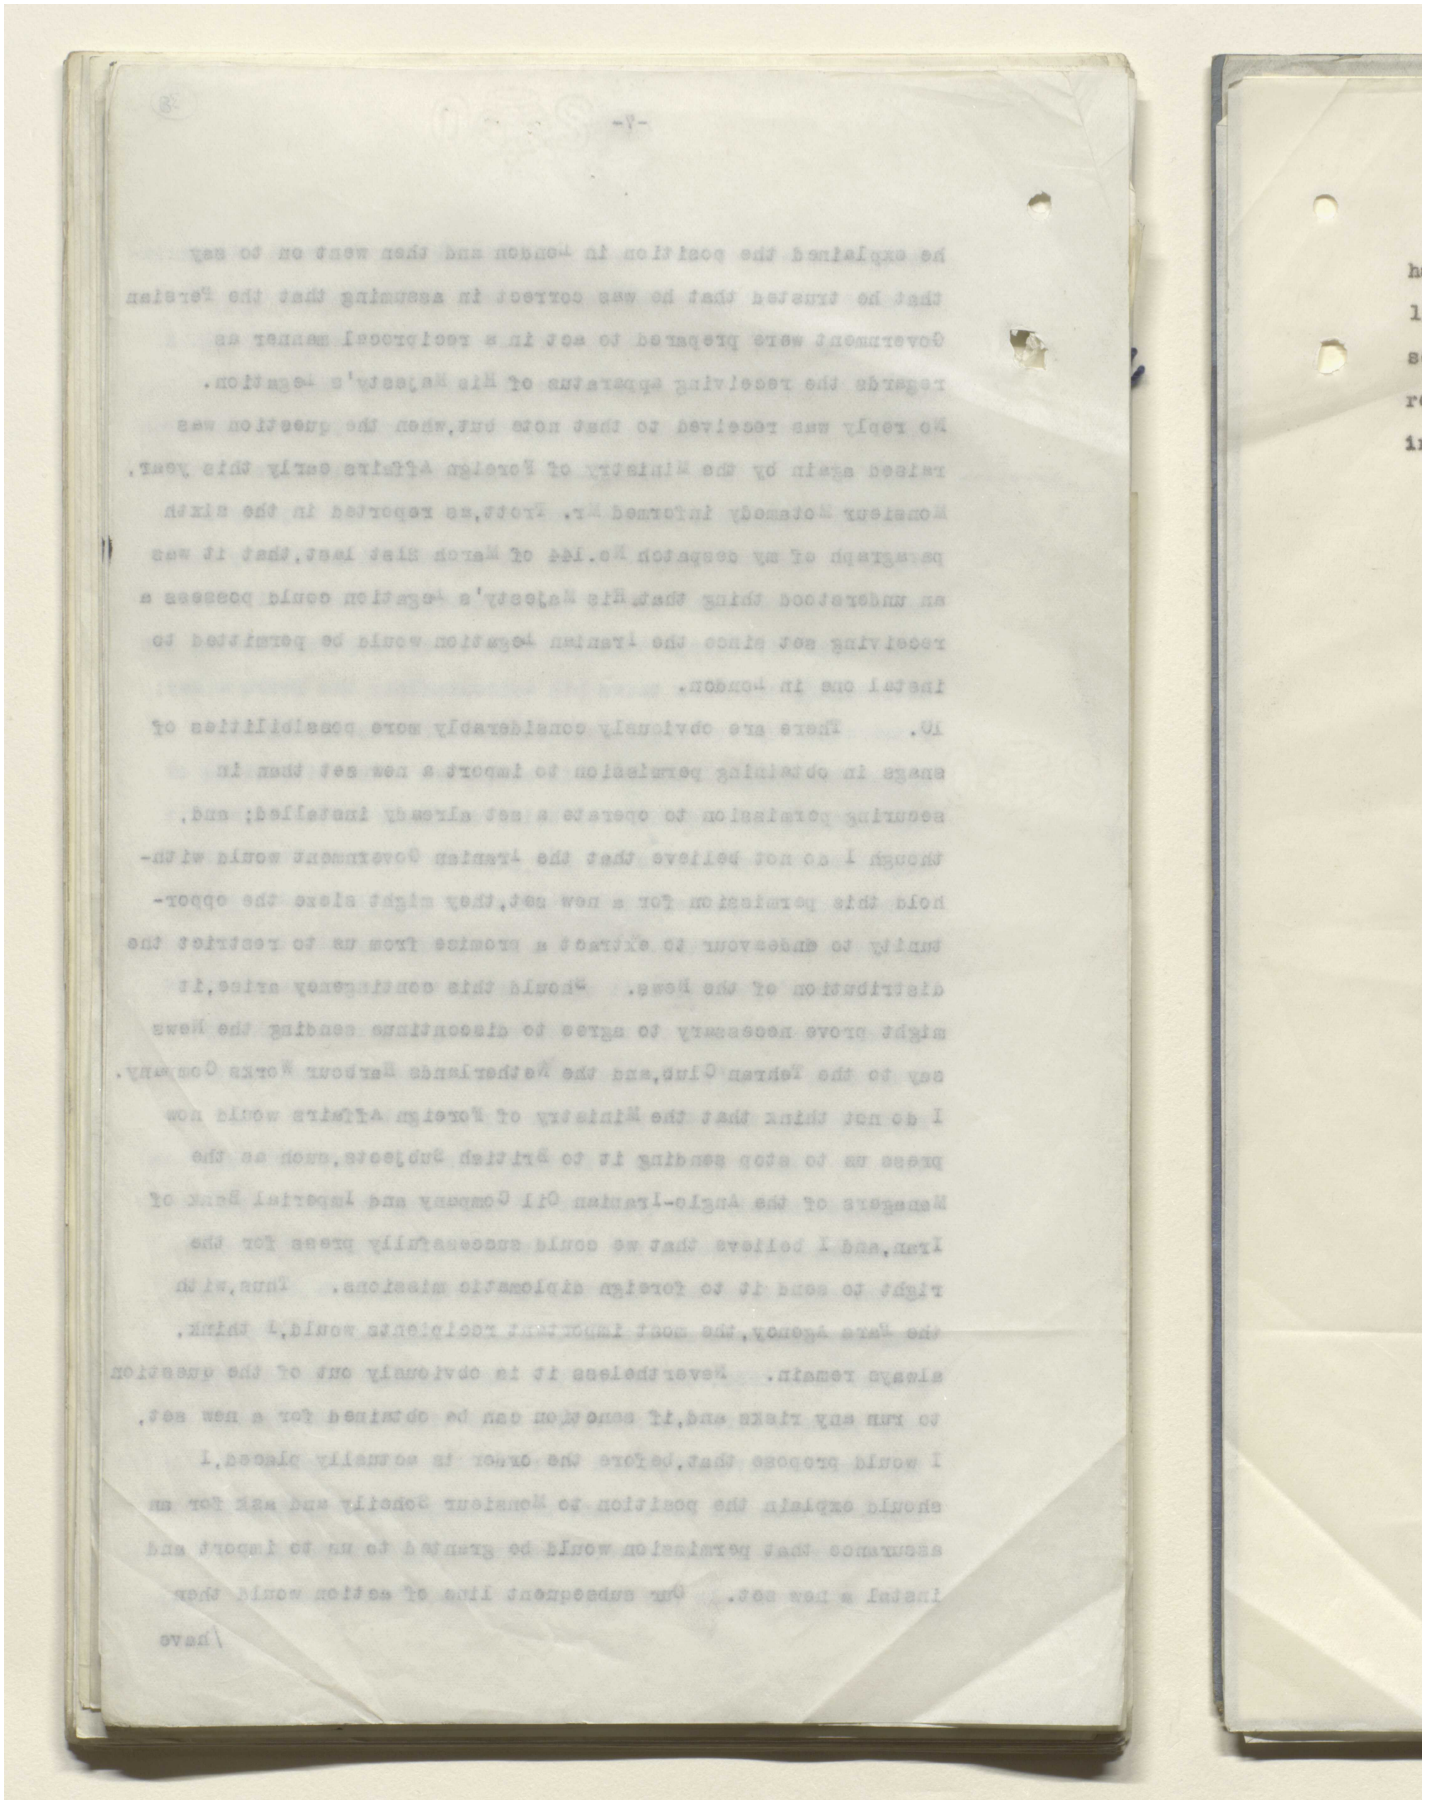 38
-7-
he explained the position in London and then went on to say
that he trusted that he was correct in assuming that the Persian
Government were prepared to act in a reciprocal manner as
regards the receiving apparatus of His Majesty's Legation.
No reply was received to that note but,when the question was
raised again by the Ministry of Foreign Affairs early this year,
Monsieur Motamedy informed Mr. Trott,as reported in the sixth
paragraph of my despatch No.144 of March 21st last,that it was
an understood thing that His Majesty's Legation could possess a
receiving set since the Iranian Legation would be permitted to
instal one in London.
10. There are obviously considerably more possibilities of
snags in obtaining permission to import a new set than in
securing permission to operate a set already installed; and,
though I do not believe that the Iranian Government would with-
hold this permission for a new set,they might sieze the oppor-
tunity to endeavour to extract a promise from us to restrict the
distribution of the News. Should this contingency arise,it
might prove necessary to agree to discontinue sending the News
say to the Tehran Club,and the Netherlands Harbour Works Company.
I do not think that the Ministry of Foreign Affairs would now
press us to stop sending it to British Subjects,such as the
Managers of the Anglo-Iranian Oil Company and Imperial Bank of
Iran,and I believe that we could successfully press for the
right to send it to foreign diplomatic missions. Thus,with
the Pars Agency,the most important recipients would,I think,
always remain. Nevertheless it is obviously out of the question
to run any risks and,if sanction can be obtained for a new set,
I would propose that,before the order is actually placed,I
should explain the position to Monsieur Soheily and ask for an
assurance that permission would be granted to us to import and
instal a new set. Our subsequent line of action would then
/have